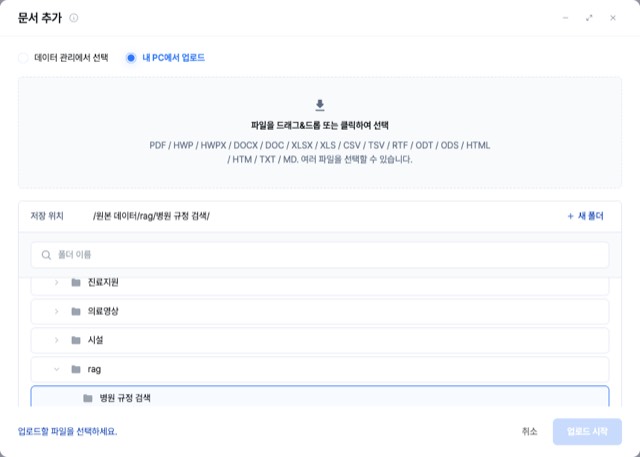 문서 추가
데이터 관리에서 선택
내 PC에서 업로드
파일을 드래그&드롭 또는 클릭하여 선택
PDF / HWP / HWPX / DOCX / DOC / XLSX / XLS / CSV / TSV / RTF / ODT / ODS / HTML
/ HTM / TXT / MD. 여러 파일을 선택할 수 있습니다.
저장 위치 /원본 데이터/rag/병원 규정 검색/ + 새 폴더
폴더 이름
진료지원
의료영상
시설
rag
병원 규정 검색
업로드할 파일을 선택하세요. 취소 업로드 시작